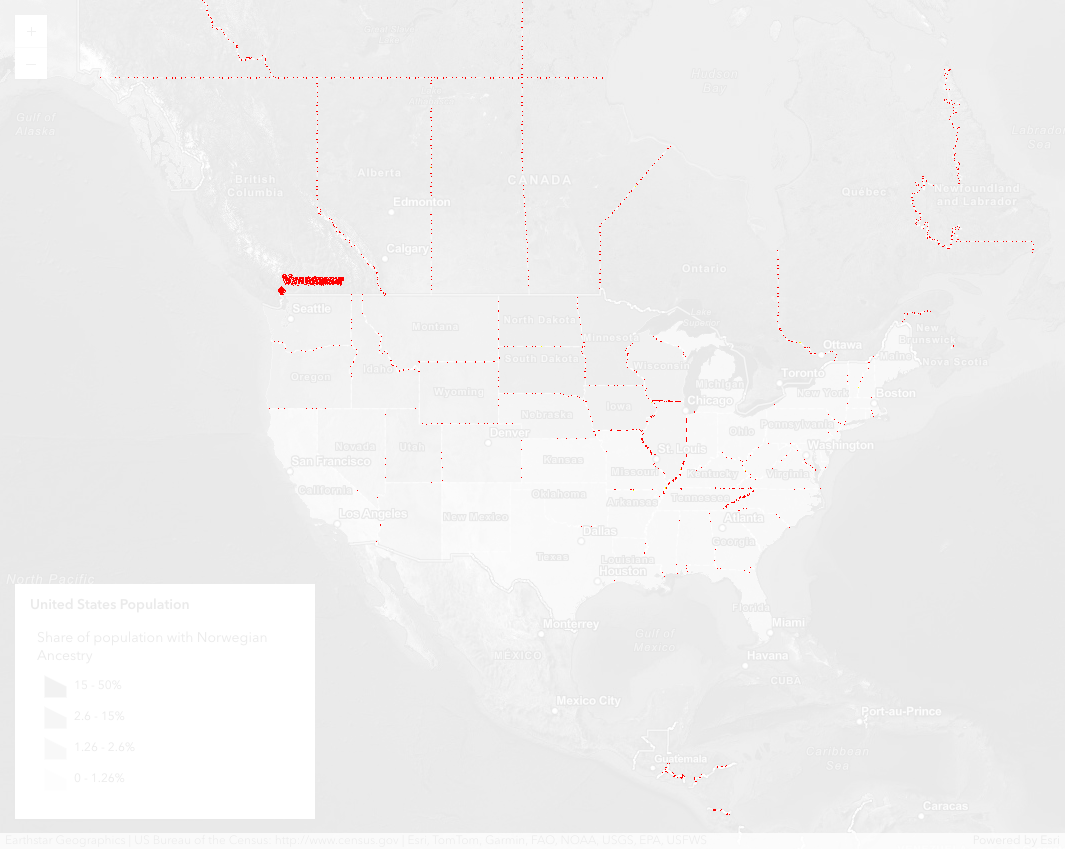 +
Hudson
Bay
Gulf of
Alaska
British
Columbia
Alberta
CANADA
Quebec
Newfoundland
and Labrador
Edmonton
Calgary
Ontario
Vancouver
Seattle
Montana
North Dakota
Minnesota
Ottawa
New
Brunswick
Maine
Nova Scotia
South Dakota
Wisconsin
Michigan
Toronto
Oregon
Idaho
Wyoming
Iowa
Chicago
New York
Boston
Nebraska
Ohio
Pennsylvania
Denver
Nevada
Utah
Washington
San Francisco
Kansas
St. Louis
Missouri
Kentucky
Virginia
California
Oklahoma
Arkansas
Tennessee
Los Angeles
New Mexico
Atlanta
Dallas
Georgia
Texas
Louisiana
Houston
North Pacific
Florida
Monterrey
Gulf of
Mexico
Miami
MÉXICO
Havana
CUBA
Mexico City
Port-au-Prince
Guatemala
Caribbean
Sea
Caracas
United States Population
Share of population with Norwegian
Ancestry
15 - 50%
2.6 - 15%
1.26 - 2.6%
0 - 1.26%
Earthstar Geographics | US Bureau of the Census: http://www.census.gov | Esri, TomTom, Garmin, FAO, NOAA, USGS, EPA, USFWS
Powered by Esri